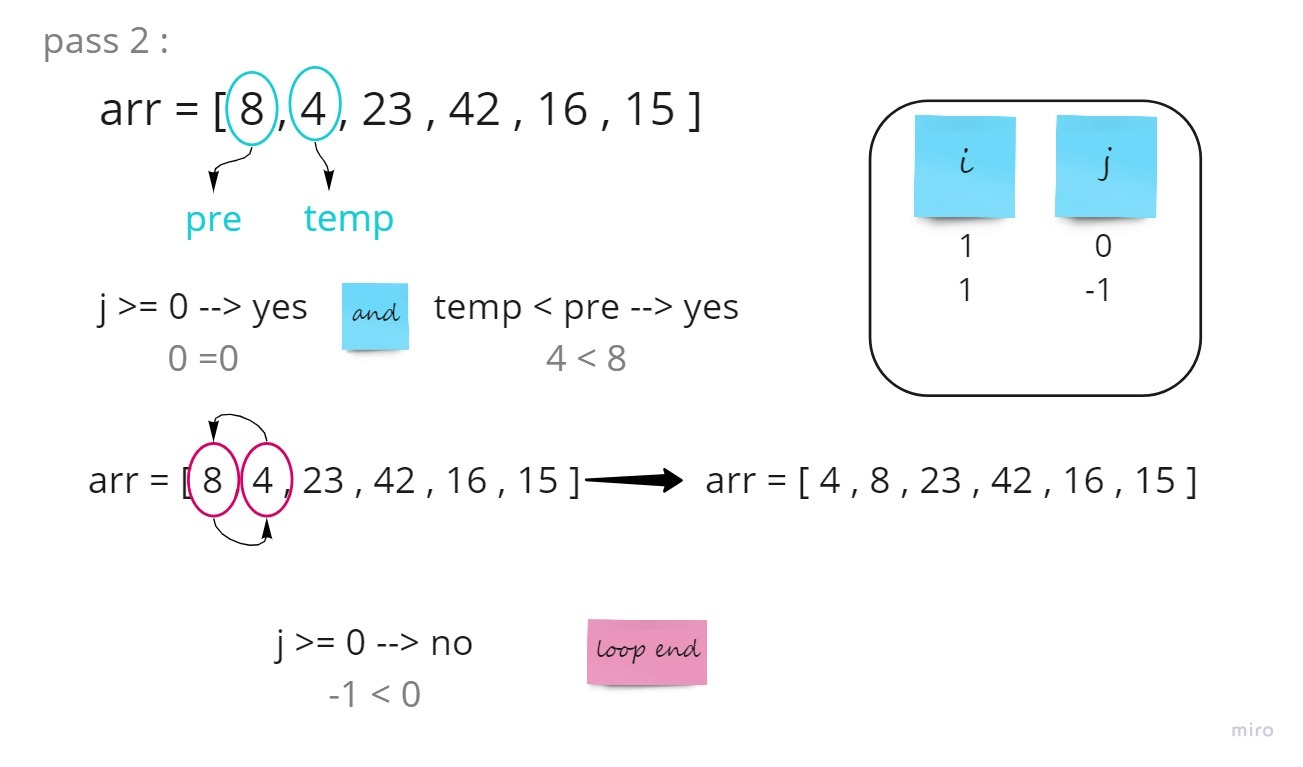 pass 2 :
arr = [ 8 , 4 , 23 , 42 , 16 , 15 ]
pre temp
i j
1 0
1 -1
j >= 0 --> yes and temp < pre --> yes
0 =0 4 < 8
arr = [ 8 4 , 23 , 42 , 16 , 15 ] arr = [ 4 , 8 , 23 , 42 , 16 , 15 ]
j >= 0 --> no loop end
-1 < 0
miro